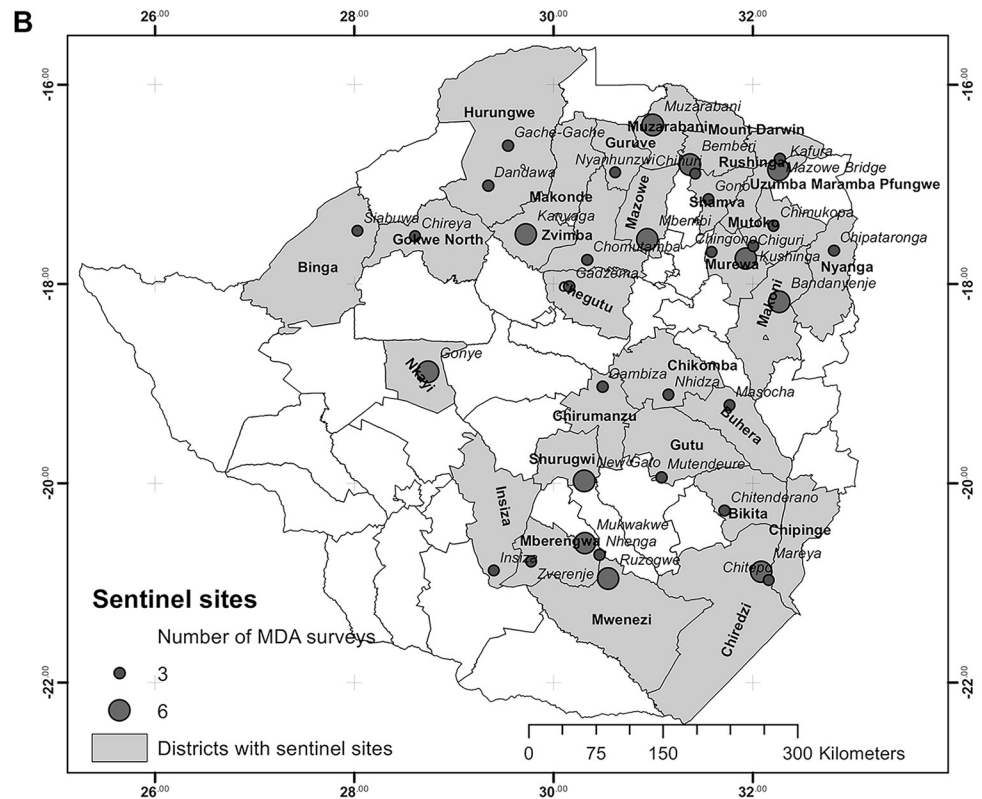 B
26.00 28.00 30.00 32.00
-16.00 -16.00
Muzarabani
Hurungwe
Muzarabani Mount Darwin
Gache-Gache
Guruve Bemberi Kafura
Nyanhunzwi Chihuri Rushinga Mazowe Bridge
Dandawa
Gono Uzumba Maramba Pfungwe
Makonde Mazowe Shamva
Siabuwa Chireya Kanyaga Mbembi Mutoko Chimukopa
Gokwe North Zvimba Chingono Chiguri Chipataronga
Chomutamba Kushinga
Binga Gadzema Murewa Nyanga
-18.00 -18.00
Chegutu Makoni Bandanyenje
Gonye
Nkayi Chikomba
Gambiza Nhidza Masocha
Chirumanzu Buhera
Gutu
Shurugwi New Gato Mutendeure
-20.00 -20.00
Insiza Chitenderano
Bikita
Mukwakwe Chipinge
Mberengwa Nhenga
Insiza Ruzogwe Mareya
Zverenje Chitepo
Sentinel sites
Mwenezi Chiredzi
Number of MDA surveys
3
-22.00 -22.00
6
Districts with sentinel sites
0 75 150 300 Kilometers
26.00 28.00 30.00 32.00